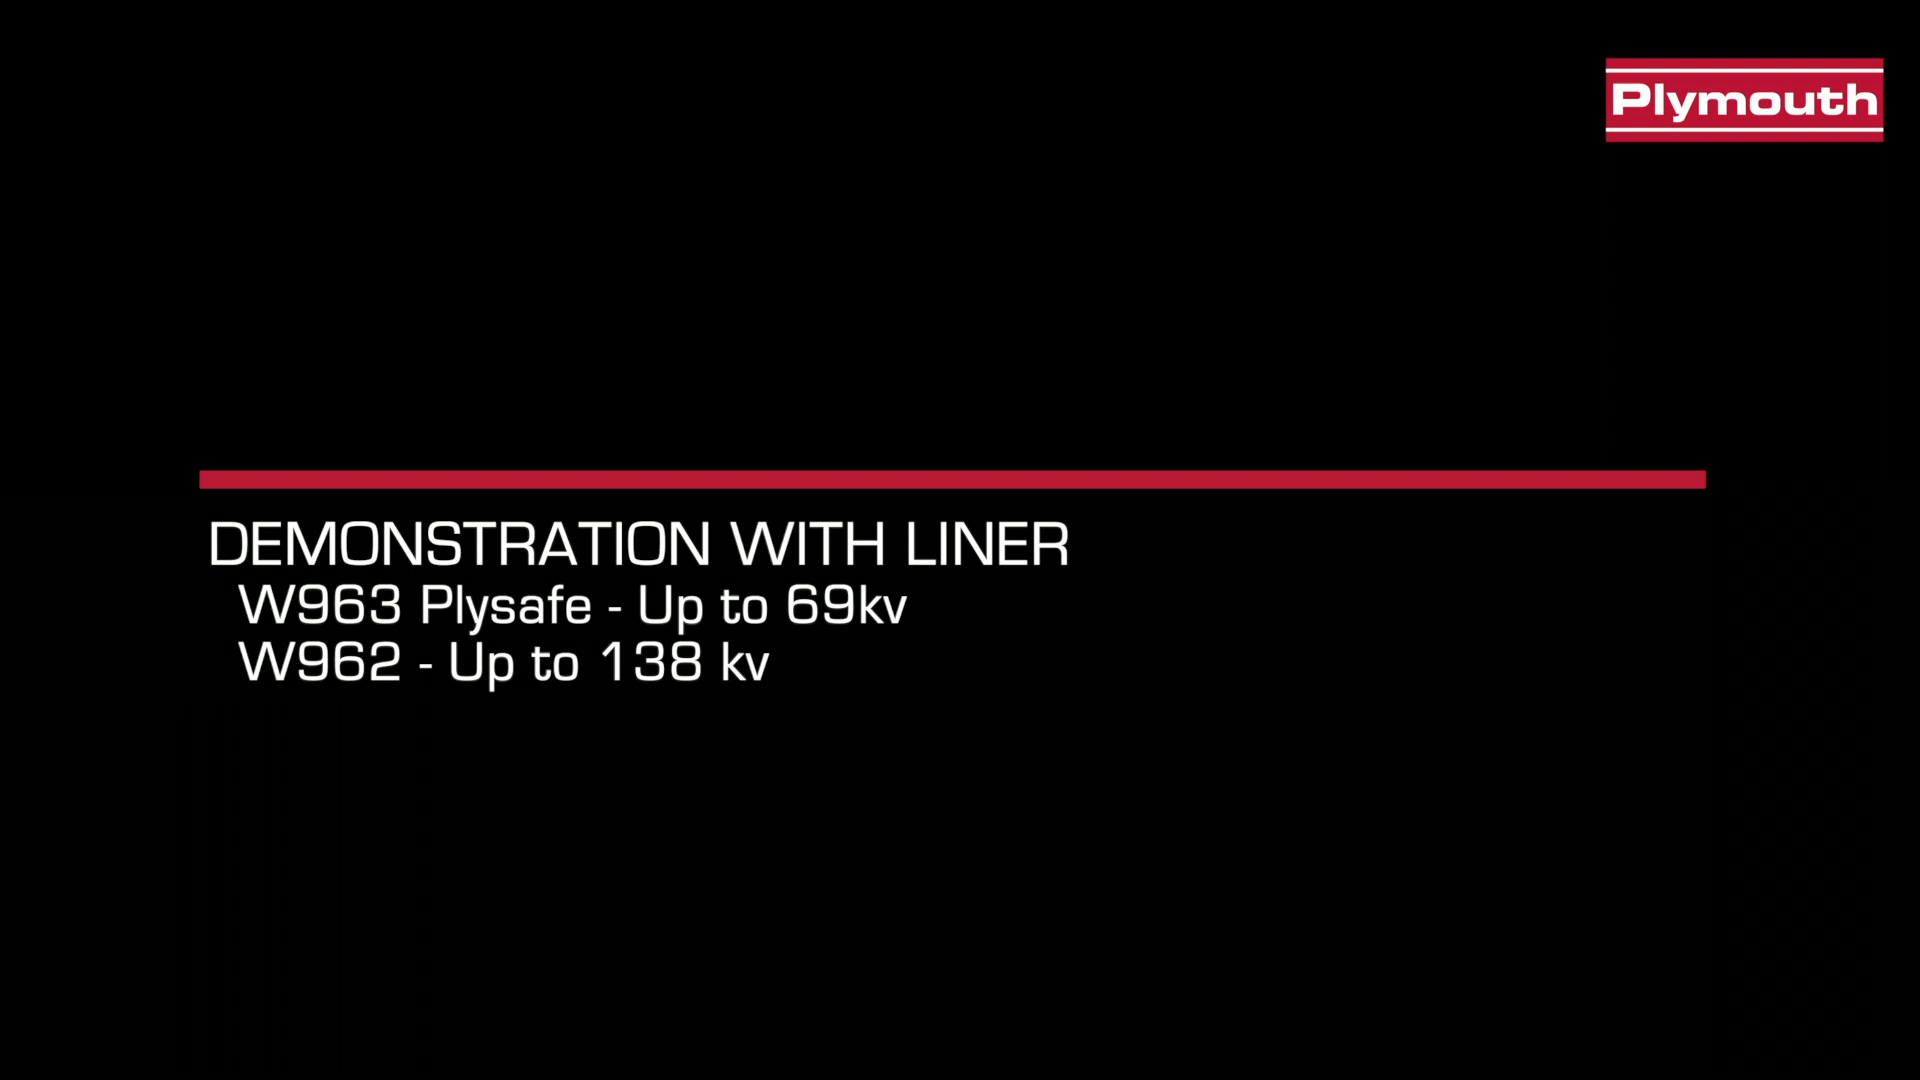 Plymouth
DEMONSTRATION WITH LINER
W963 Plysafe - Up to 69kv
W962 - Up to 138 kv